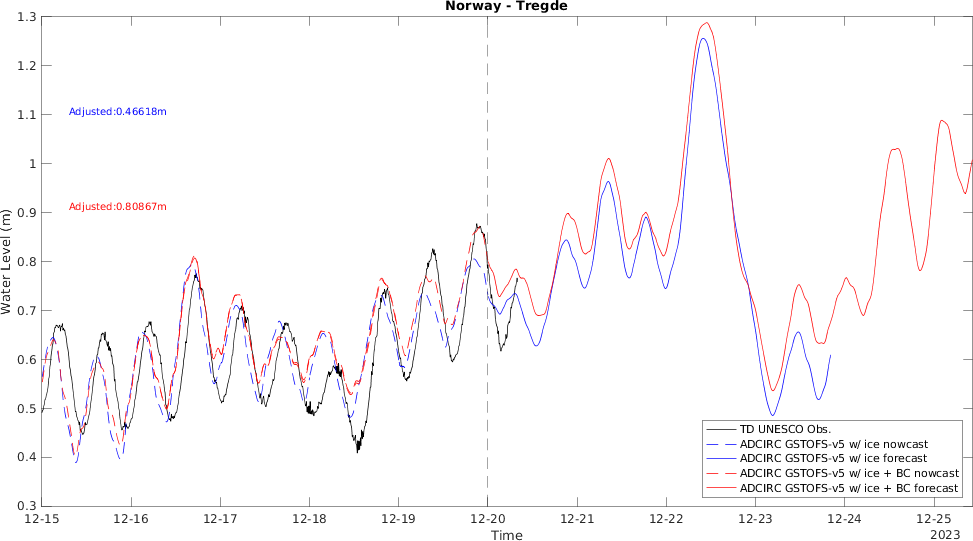 Norway - Tregde
1.3
1.2
1.1
1
0.9
0.8
0.7
0.6
0.5
0.4
0.3
Water Level (m)
Adjusted:0.46618m
Adjusted:0.80867m
TD UNESCO Obs.
ADCIRC GSTOFS-v5 w/ ice nowcast
ADCIRC GSTOFS-v5 w/ ice forecast
ADCIRC GSTOFS-v5 w/ ice + BC nowcast
ADCIRC GSTOFS-v5 w/ ice + BC forecast
12-15 12-16 12-17 12-18 12-19 12-20 12-21 12-22 12-23 12-24 12-25
Time
2023